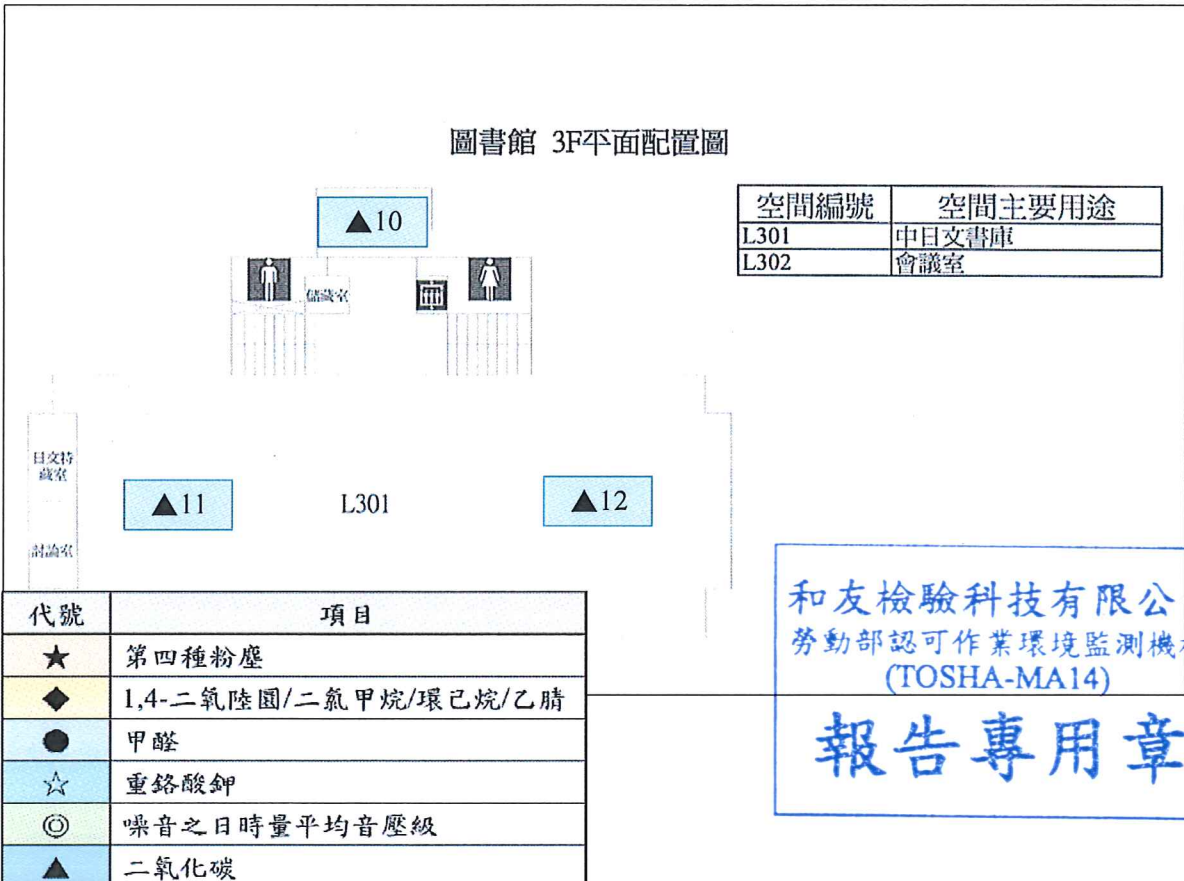 圖書館 3F平面配置圖
▲10
空間編號 空間主要用途
L301 中日文書庫
L302 會議室
儲藏室
日文特
藏室
▲11
L301
▲12
討論室
代號 項目
★ 第四種粉塵
◆ 1,4-二氧陸圜/二氯甲烷/環己烷/乙腈
● 甲醛
☆ 重鉻酸鉀
◎ 噪音之日時量平均音壓級
▲ 二氧化碳
和友檢驗科技有限公
勞動部認可作業環境監測機
(TOSHA-MA14)
報告專用章